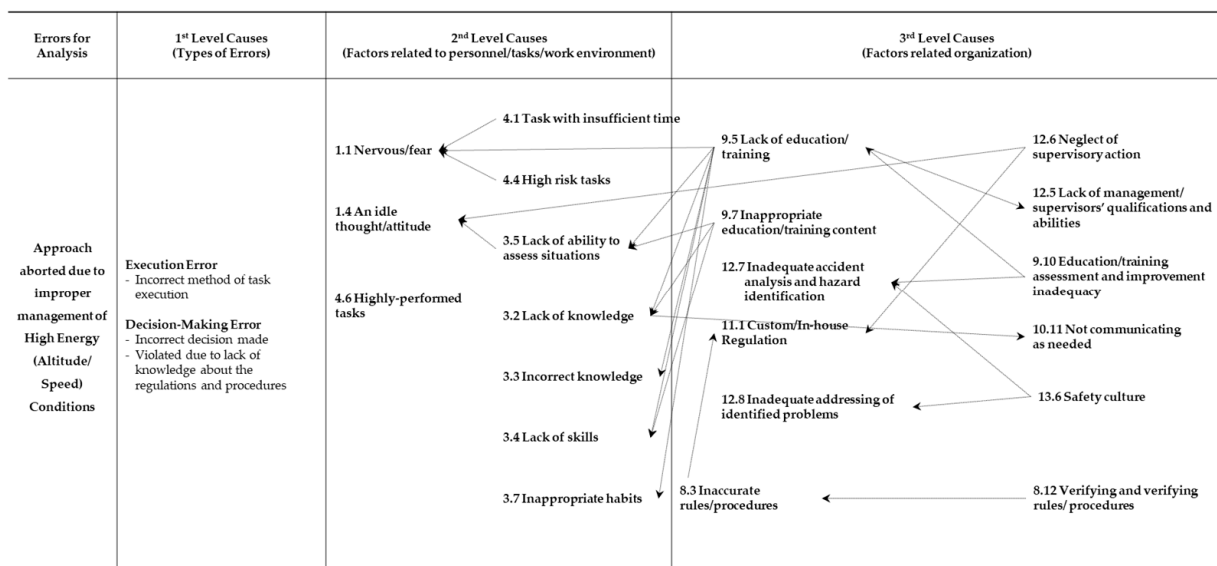 Errors for
Analysis
1st Level Causes
(Types of Errors)
2nd Level Causes
(Factors related to personnel/tasks/work environment)
3rd Level Causes
(Factors related organization)
Approach
aborted due to
improper
management of
High Energy
(Altitude/
Speed)
Conditions
Execution Error
- Incorrect method of task
execution
Decision-Making Error
- Incorrect decision made
- Violated due to lack of
knowledge about the
regulations and procedures
1.1 Nervous/fear
1.4 An idle
thought/attitude
4.6 Highly-performed
tasks
4.1 Task with insufficient time
4.4 High risk tasks
3.5 Lack of ability to
assess situations
3.2 Lack of knowledge
3.3 Incorrect knowledge
3.4 Lack of skills
3.7 Inappropriate habits
9.5 Lack of education/
training
9.7 Inappropriate
education/training content
12.7 Inadequate accident
analysis and hazard
identification
11.1 Custom/In-house
Regulation
12.8 Inadequate addressing of
identified problems
8.3 Inaccurate
rules/procedures
12.6 Neglect of
supervisory action
12.5 Lack of management/
supervisors' qualifications and
abilities
9.10 Education/training
assessment and improvement
inadequacy
10.11 Not communicating
as needed
13.6 Safety culture
8.12 Verifying and verifying
rules/ procedures